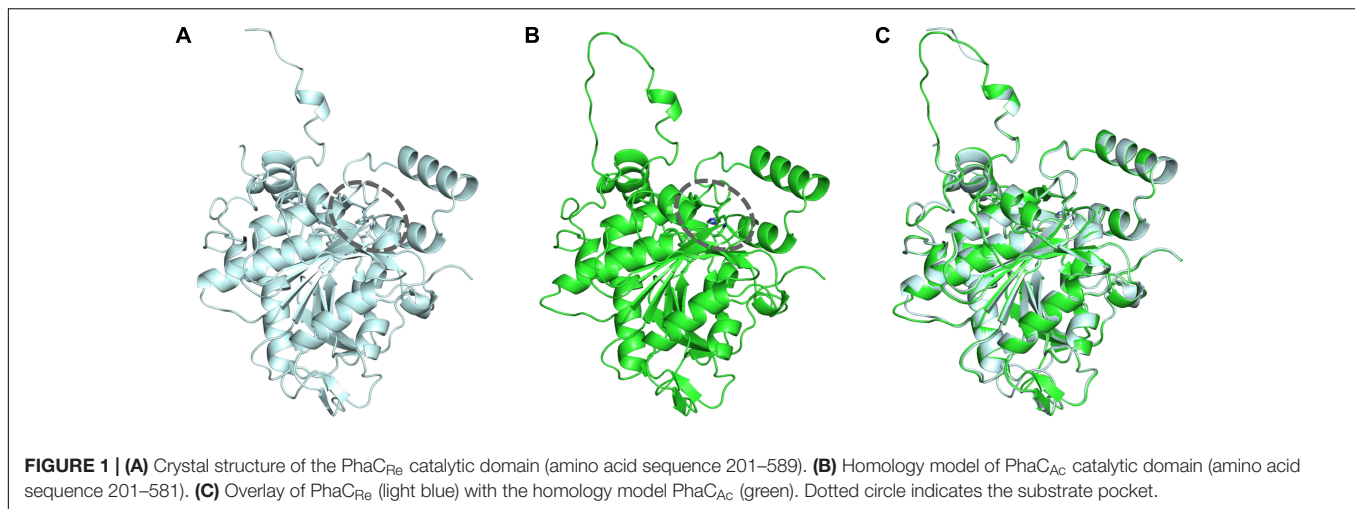 A B C
FIGURE 1 | (A) Crystal structure of the PhaCRe catalytic domain (amino acid sequence 201–589). (B) Homology model of PhaCAc catalytic domain (amino acid
sequence 201–581). (C) Overlay of PhaCRe (light blue) with the homology model PhaCAc (green). Dotted circle indicates the substrate pocket.